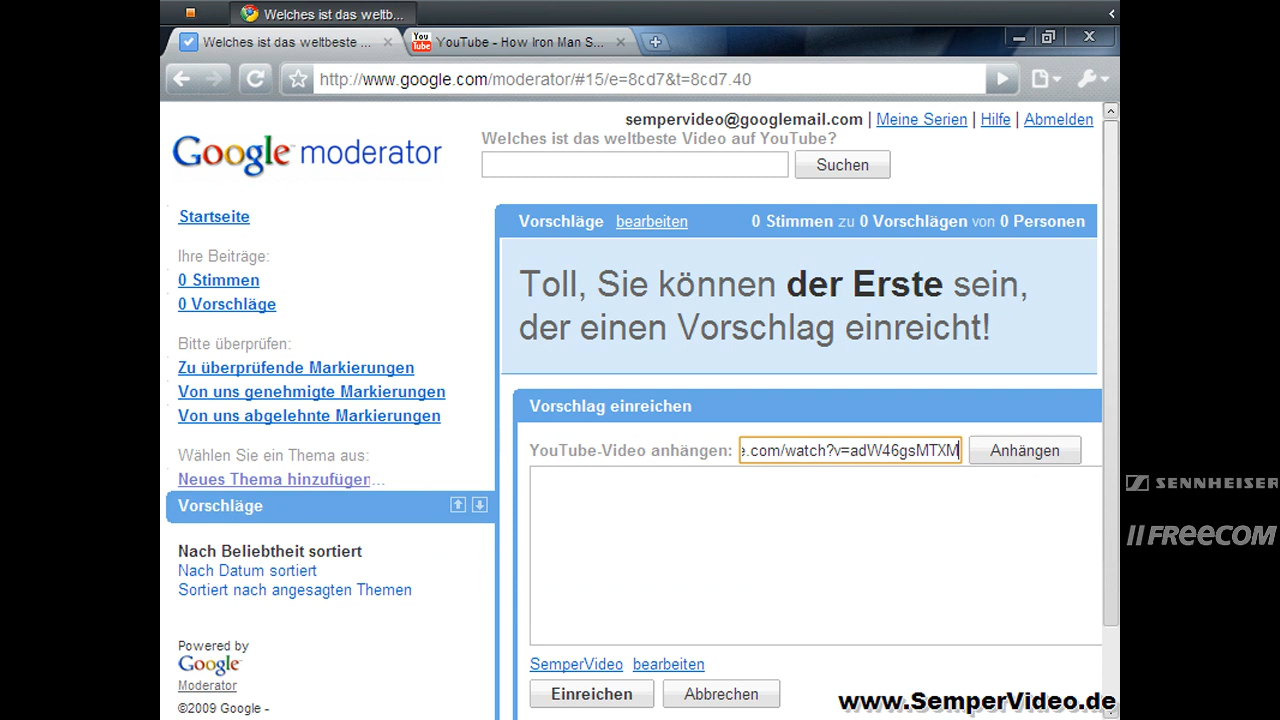 Welches ist das weltb...
Welches ist das weltbeste ...
You Tube
YouTube - How Iron Man S...
http://www.google.com/moderator/#15/e=8cd7&t=8cd7.40
sempervideo@googlemail.com | Meine Serien | Hilfe | Abmelden
Google moderator
Welches ist das weltbeste Video auf YouTube?
Suchen
Startseite
Ihre Beiträge:
0 Stimmen
0 Vorschläge
Bitte überprüfen:
Zu überprüfende Markierungen
Von uns genehmigte Markierungen
Von uns abgelehnte Markierungen
Wählen Sie ein Thema aus:
Neues Thema hinzufügen...
Vorschläge
Nach Beliebtheit sortiert
Nach Datum sortiert
Sortiert nach angesagten Themen
Powered by
Google
Moderator
©2009 Google -
Vorschläge bearbeiten 0 Stimmen zu 0 Vorschlägen von 0 Personen
Toll, Sie können der Erste sein,
der einen Vorschlag einreicht!
Vorschlag einreichen
YouTube-Video anhängen: e.com/watch?v=adW46gsMTXM Anhängen
SemperVideo bearbeiten
Einreichen Abbrechen
www.SemperVideo.de
SENNHEISER
FREECOM